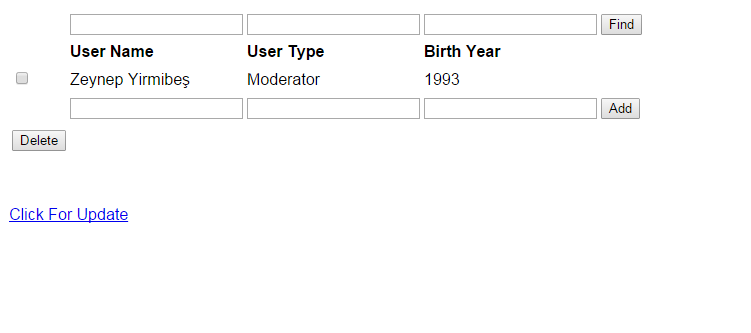 Find
User Name User Type Birth Year
Zeynep Yirmibeş Moderator 1993
Add
Delete
Click For Update